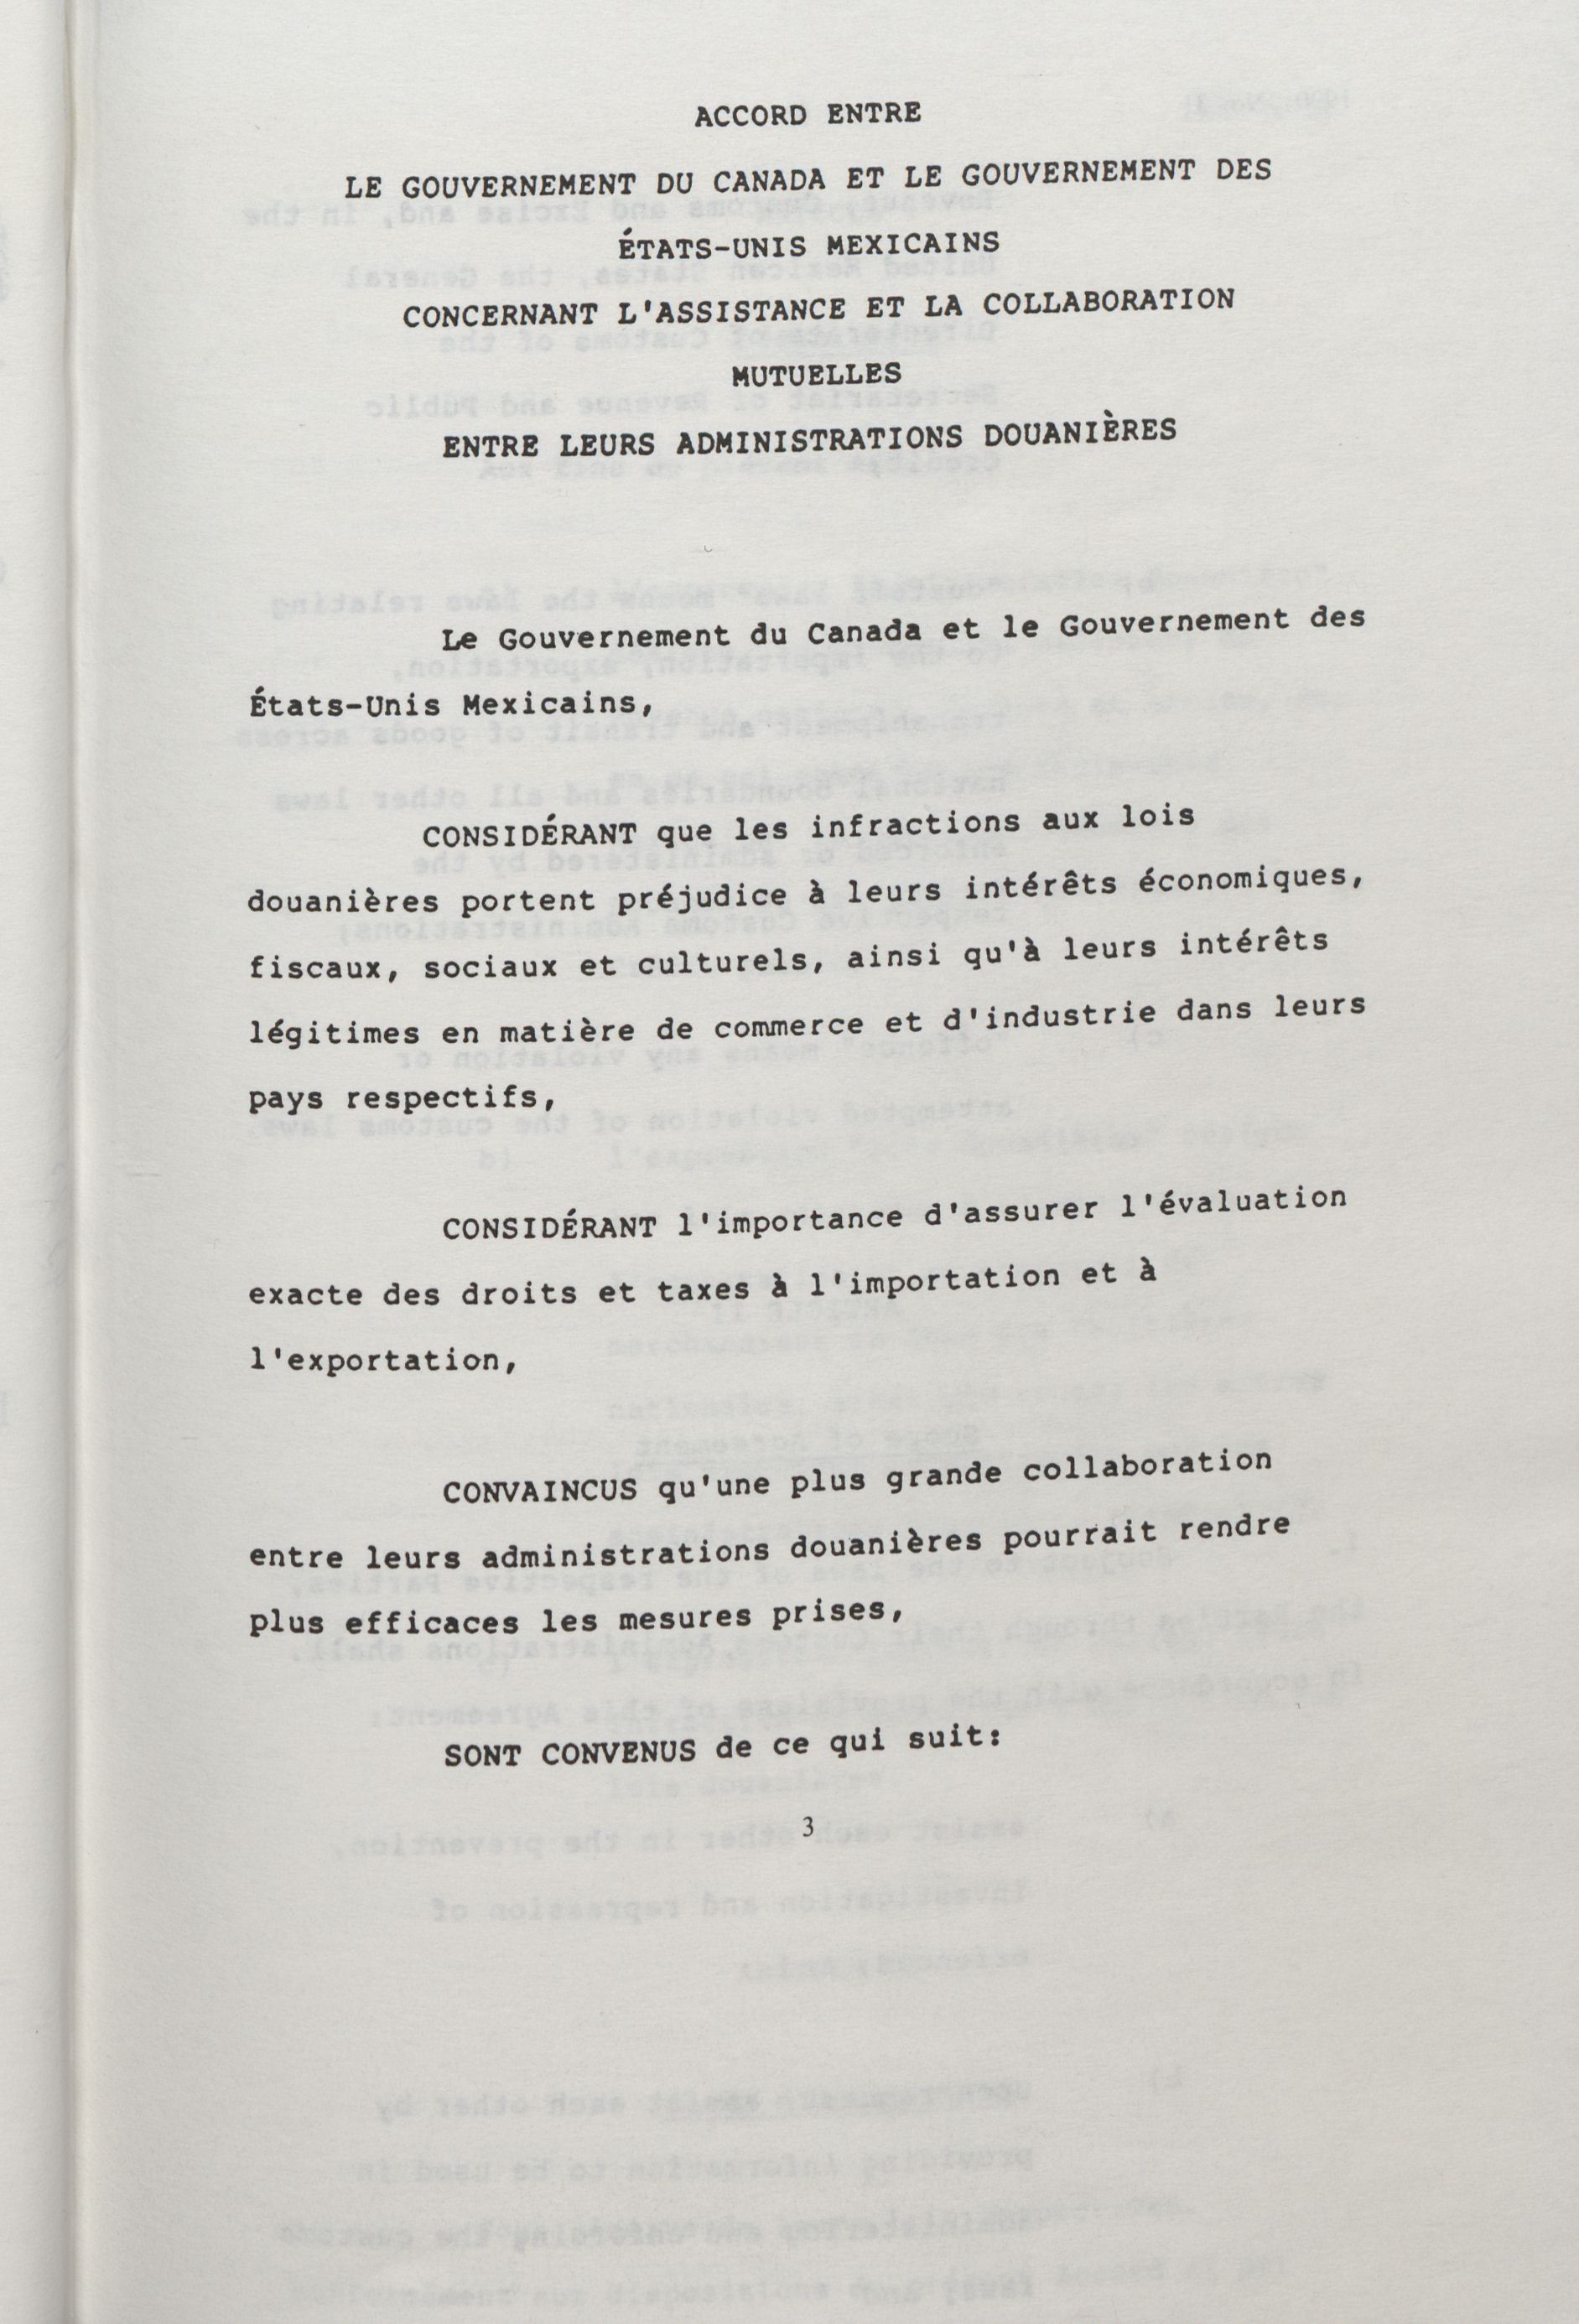 ACCORD ENTRE
LE GOUVERNEMENT DU CANADA ET LE GOUVERNEMENT DES
ÉTATS-UNIS MEXICAINS
CONCERNANT L'ASSISTANCE ET LA COLLABORATION
MUTUELLES
ENTRE LEURS ADMINISTRATIONS DOUANIÈRES
Le Gouvernement du Canada et le Gouvernement des
États-Unis Mexicains,
CONSIDÉRANT que les infractions aux lois
douanières portent préjudice à leurs intérêts économiques,
fiscaux, sociaux et culturels, ainsi qu'à leurs intérêts
légitimes en matière de commerce et d'industrie dans leurs
pays respectifs,
CONSIDÉRANT l'importance d'assurer l'évaluation
exacte des droits et taxes à l'importation et à
l'exportation,
CONVAINCUS qu'une plus grande collaboration
entre leurs administrations douanières pourrait rendre
plus efficaces les mesures prises,
SONT CONVENUS de ce qui suit:
3